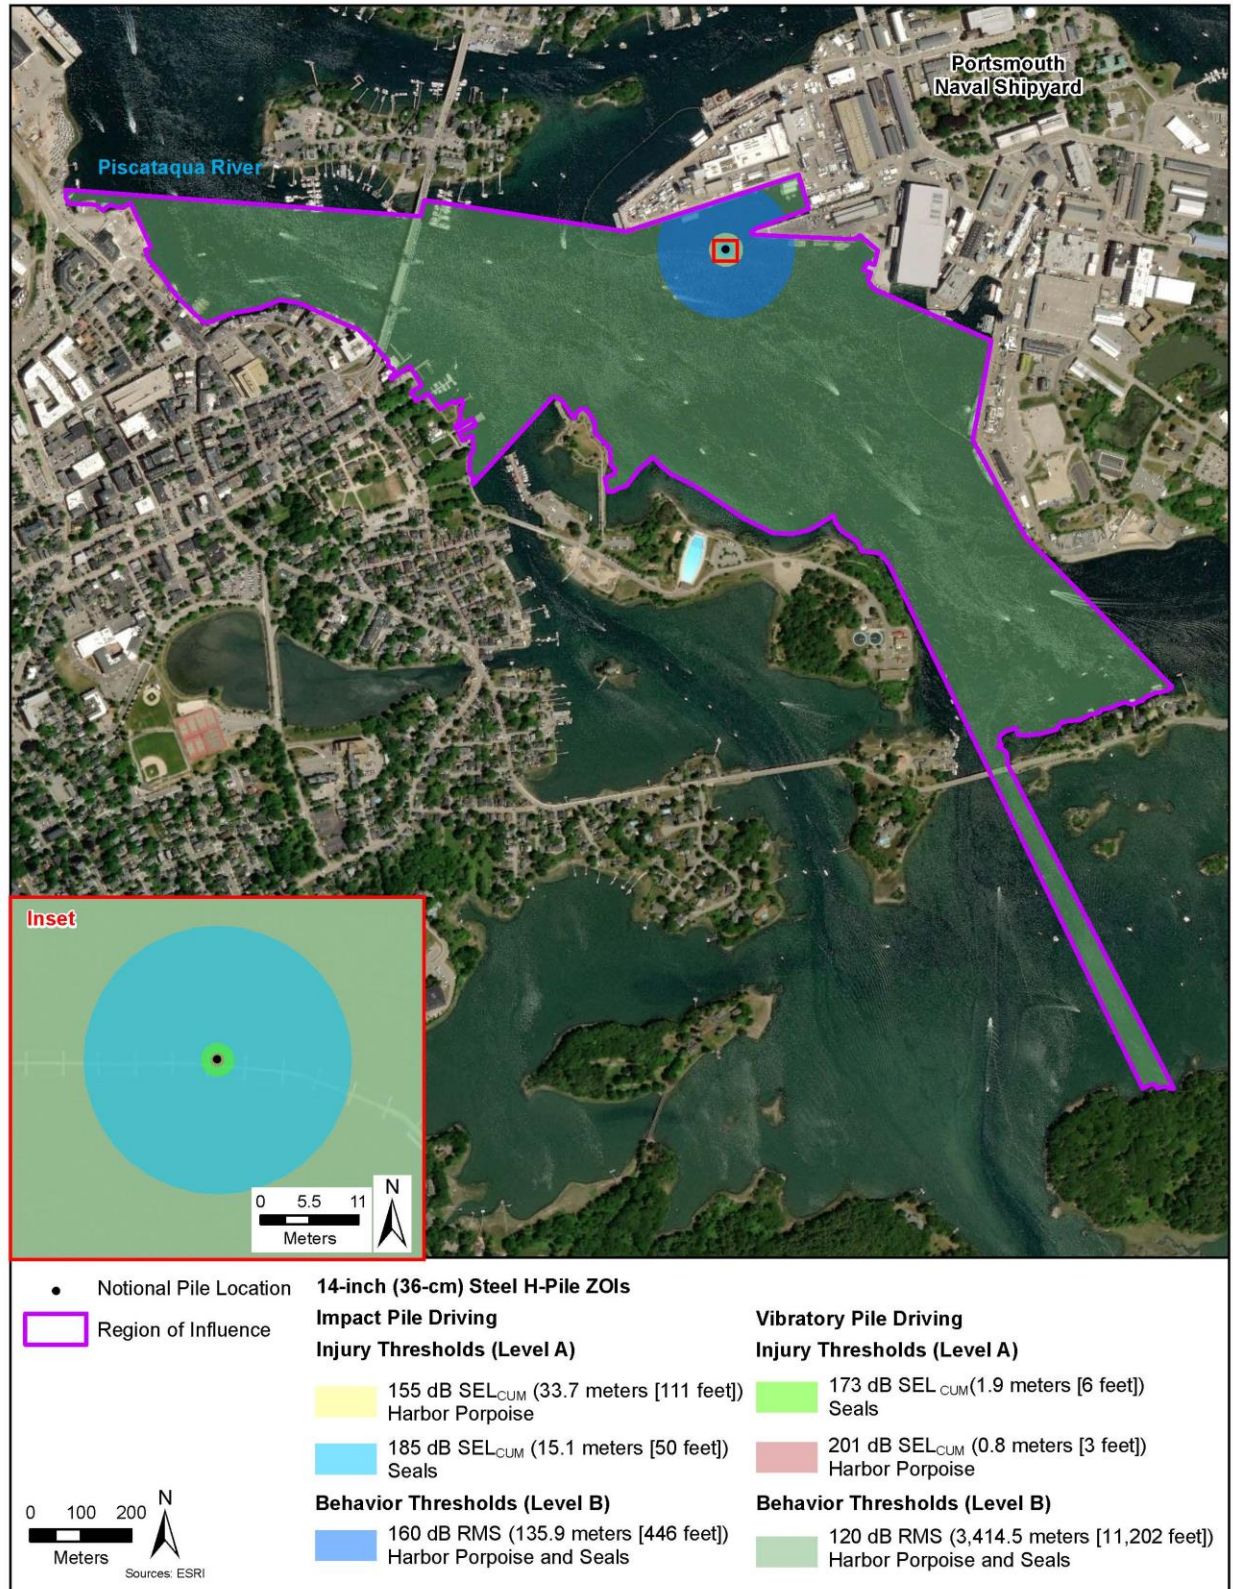 Portsmouth
Naval Shipyard
Piscataqua River
Inset
0 5.5 11
Meters
N
Notional Pile Location
Region of Influence
0 100 200
Meters
N
Sources: ESRI
14-inch (36-cm) Steel H-Pile ZOIs
Impact Pile Driving
Injury Thresholds (Level A)
155 dB SELCUM (33.7 meters [111 feet])
Harbor Porpoise
185 dB SELCUM (15.1 meters [50 feet])
Seals
Behavior Thresholds (Level B)
160 dB RMS (135.9 meters [446 feet])
Harbor Porpoise and Seals
Vibratory Pile Driving
Injury Thresholds (Level A)
173 dB SEL CUM(1.9 meters [6 feet])
Seals
201 dB SELCUM (0.8 meters [3 feet])
Harbor Porpoise
Behavior Thresholds (Level B)
120 dB RMS (3,414.5 meters [11,202 feet])
Harbor Porpoise and Seals